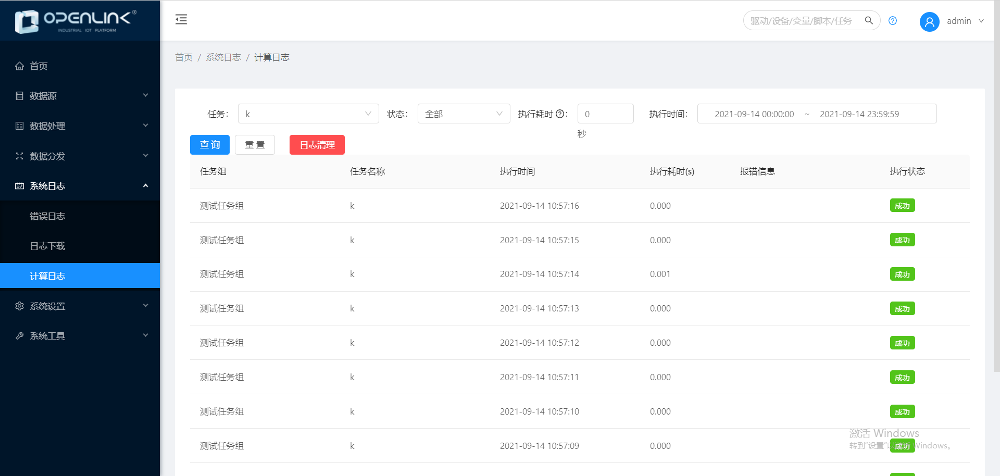 OPENLINK®
INDUSTRIAL IOT PLATFORM
驱动/设备/变量/脚本/任务
admin
首页
数据源
数据处理
数据分发
系统日志
错误日志
日志下载
计算日志
系统设置
系统工具
首页 / 系统日志 / 计算日志
任务: k 状态: 全部 执行耗时 : 0 执行时间: 2021-09-14 00:00:00 ~ 2021-09-14 23:59:59
秒
查 询 重 置 日志清理
任务组 任务名称 执行时间 执行耗时(s) 报错信息 执行状态
测试任务组 k 2021-09-14 10:57:16 0.000 成功
测试任务组 k 2021-09-14 10:57:15 0.000 成功
测试任务组 k 2021-09-14 10:57:14 0.001 成功
测试任务组 k 2021-09-14 10:57:13 0.000 成功
测试任务组 k 2021-09-14 10:57:12 0.000 成功
测试任务组 k 2021-09-14 10:57:11 0.000 成功
测试任务组 k 2021-09-14 10:57:10 0.000 成功
激活 Windows
测试任务组 k 2021-09-14 10:57:09 0.000 成功
转到"设置"以 Windows。